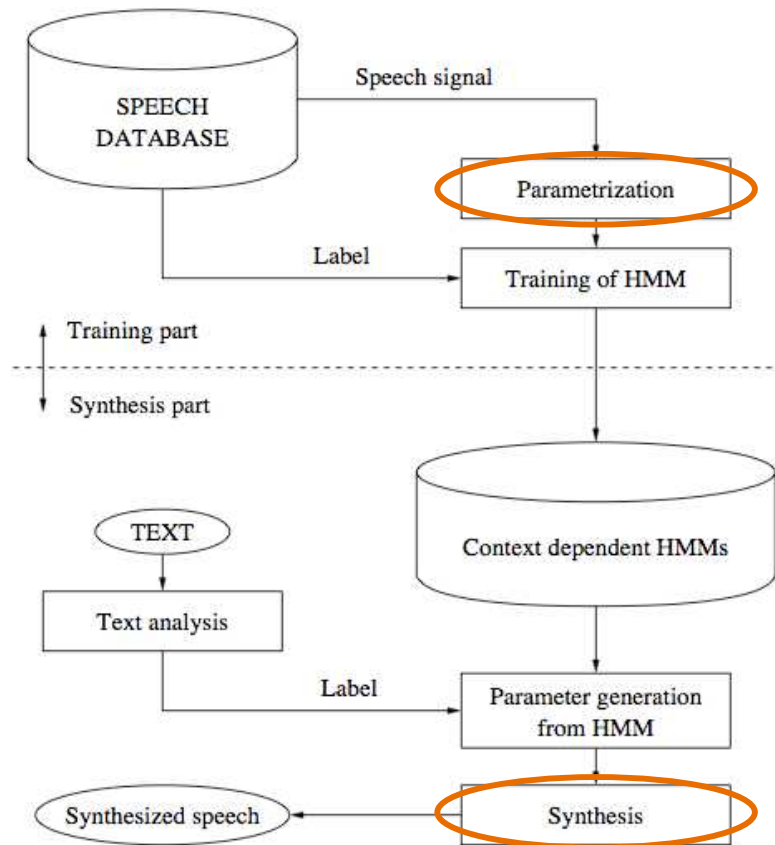 Speech signal
SPEECH
DATABASE
Parametrization
Label
Training of HMM
Training part
Synthesis part
TEXT
Context dependent HMMs
Text analysis
Label
Parameter generation
from HMM
Synthesized speech
Synthesis